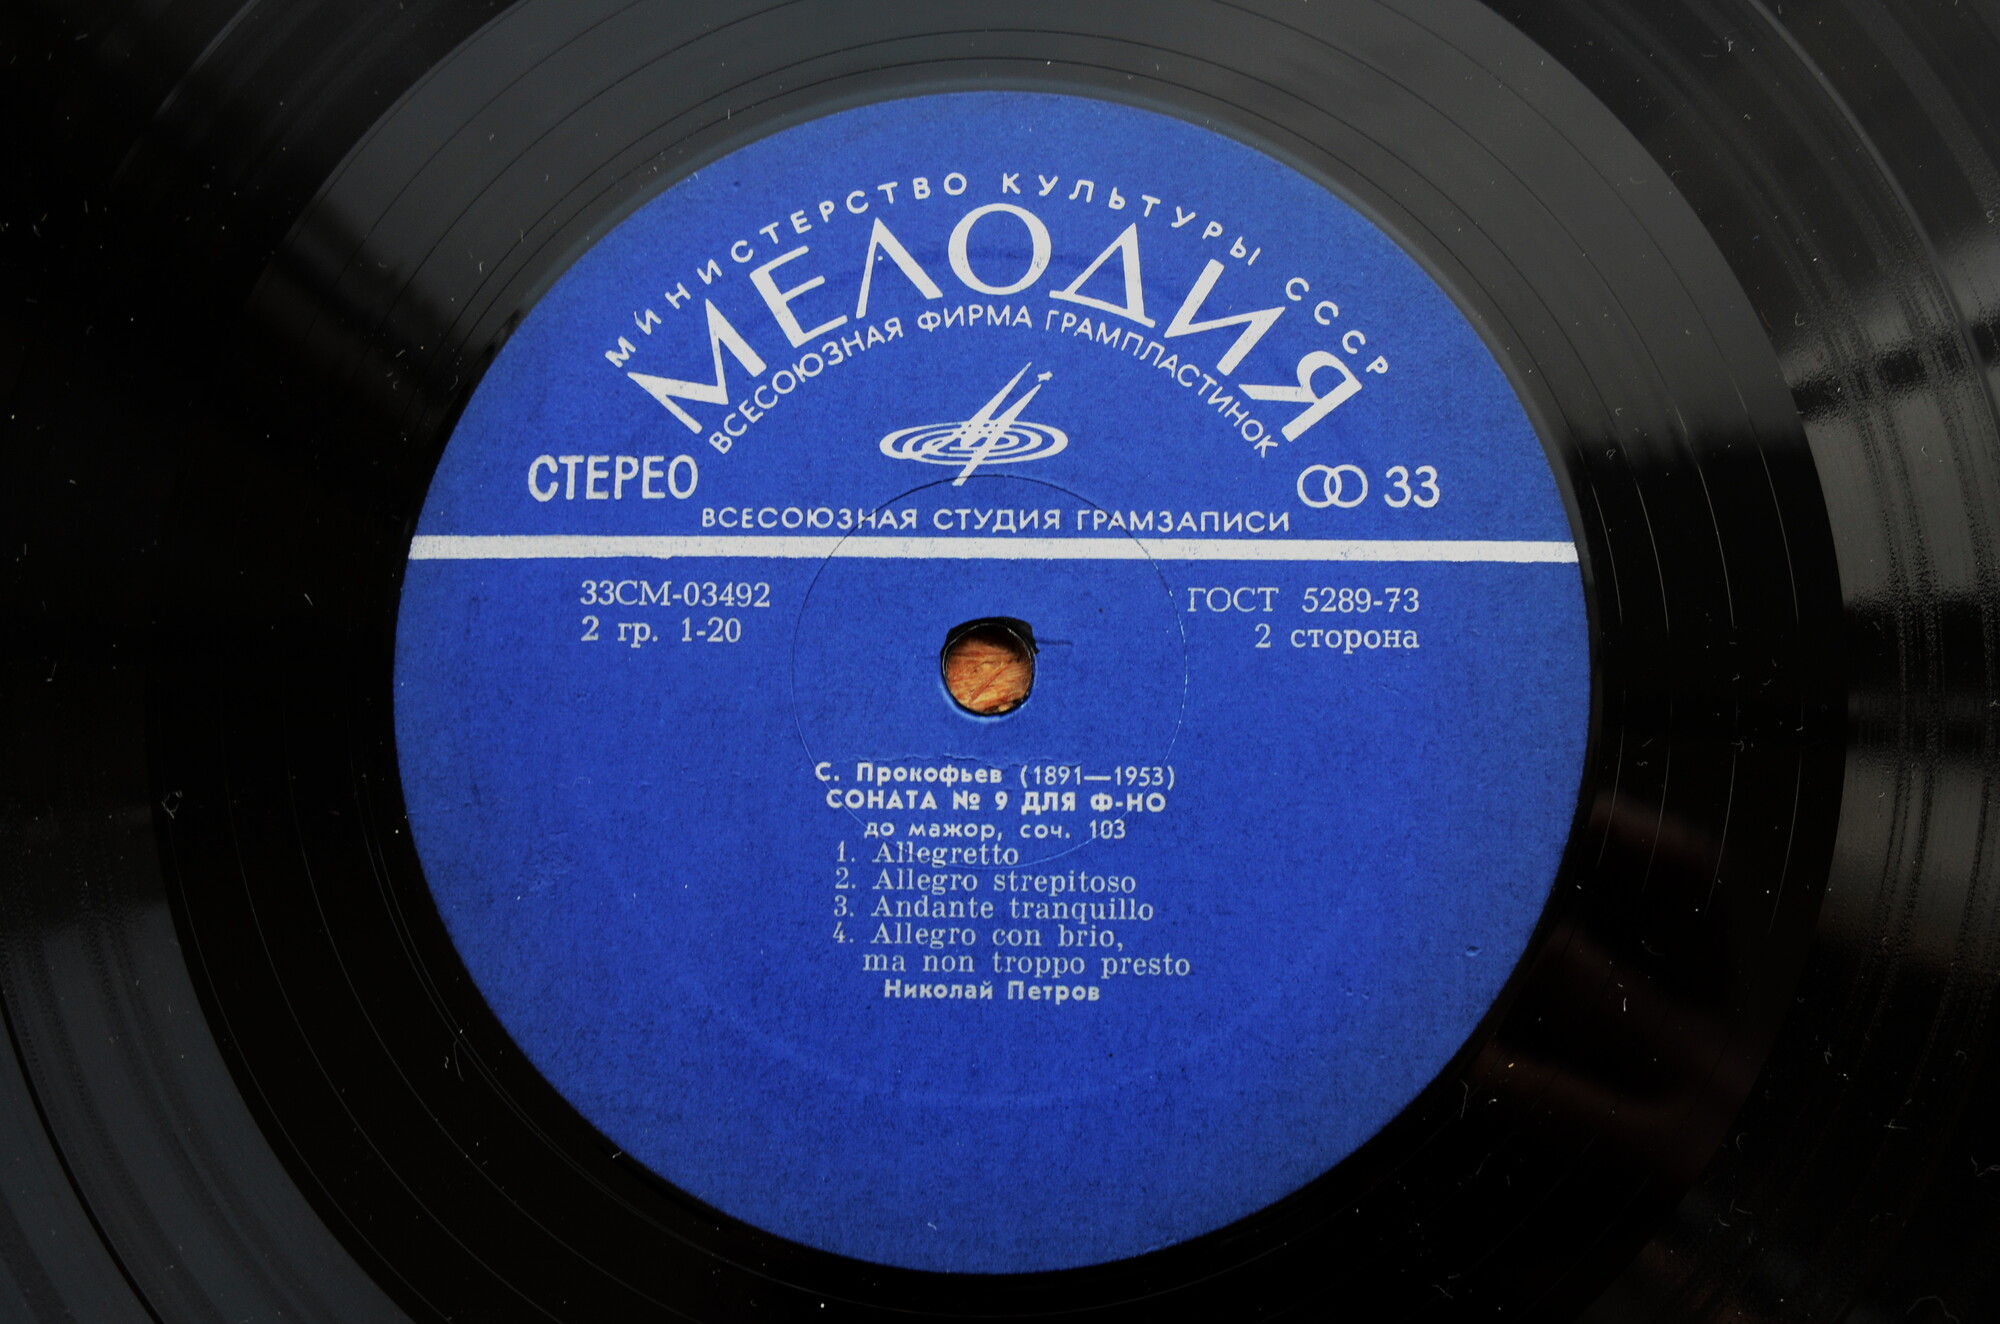 МИНИСТЕРСТВО КУЛЬТУРЫ СССР
МЕЛОДИЯ
ВСЕСОЮЗНАЯ ФИРМА ГРАМПЛАСТИНОК
СТЕРЕО
33
ВСЕСОЮЗНАЯ СТУДИЯ ГРАМЗАПИСИ
33СМ-03492
ГОСТ 5289-73
2 гр. 1-20
2 сторона
С. Прокофьев (1891—1953)
СОНАТА № 9 ДЛЯ Ф-НО
до мажор, соч. 103
1. Allegretto
2. Allegro strepitoso
3. Andante tranquillo
4. Allegro con brio,
ma non troppo presto
Николай Петров